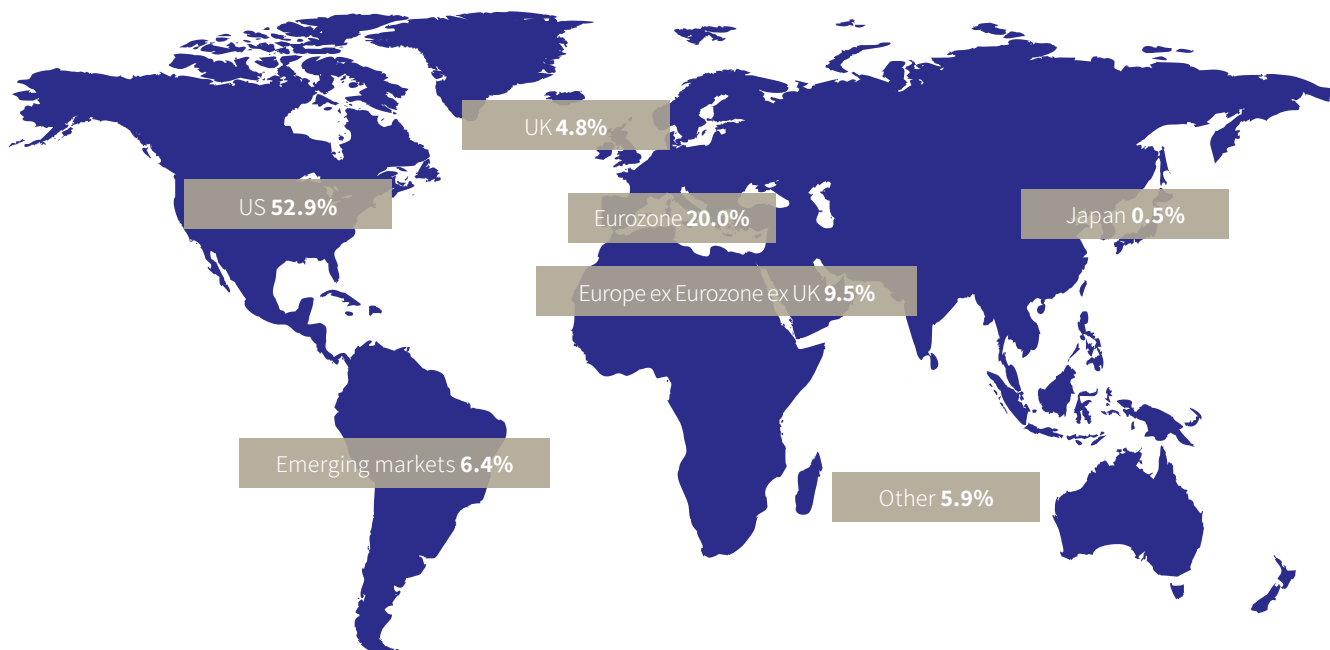 UK 4.8%
US 52.9%
Eurozone 20.0%
Japan 0.5%
Europe ex Eurozone ex UK 9.5%
Emerging markets 6.4%
Other 5.9%